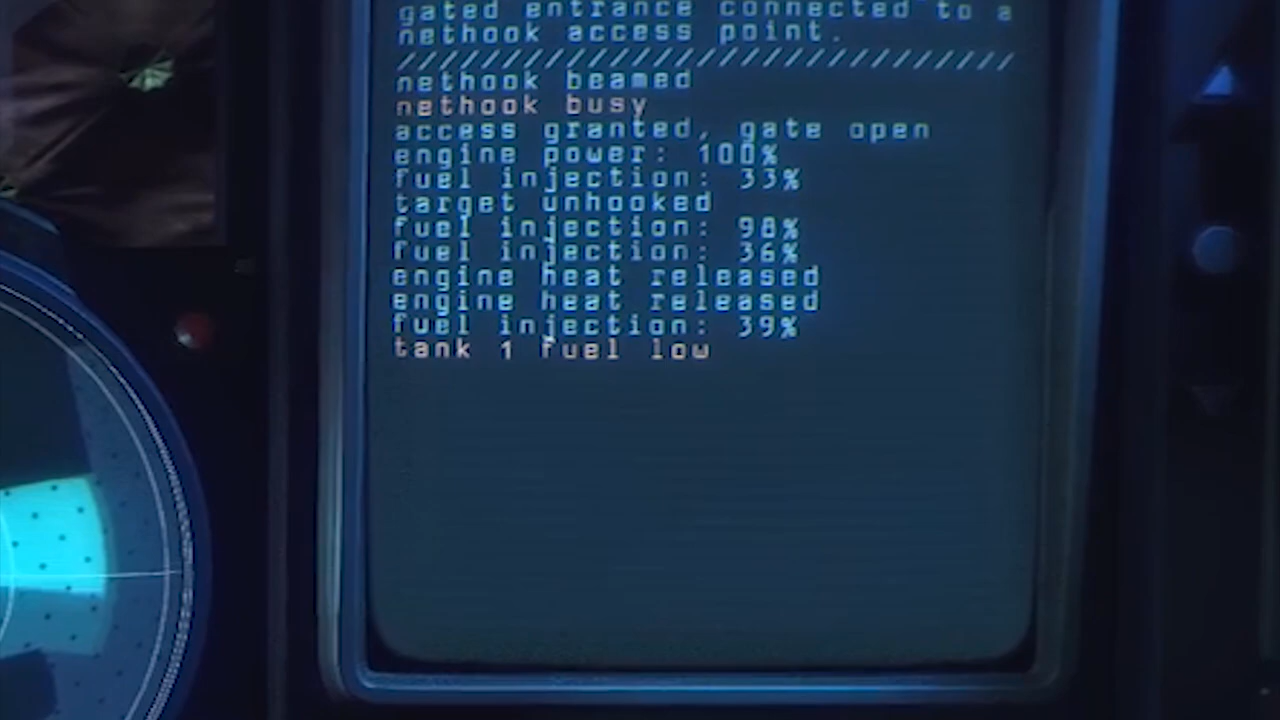 gated entrance connected to a
nethook access point.
/////////////////////////////
nethook beamed
nethook busy
access granted, gate open
engine power: 100%
fuel injection: 33%
target unhooked
fuel injection: 98%
fuel injection: 36%
engine heat released
engine heat released
fuel injection: 39%
tank 1 fuel low